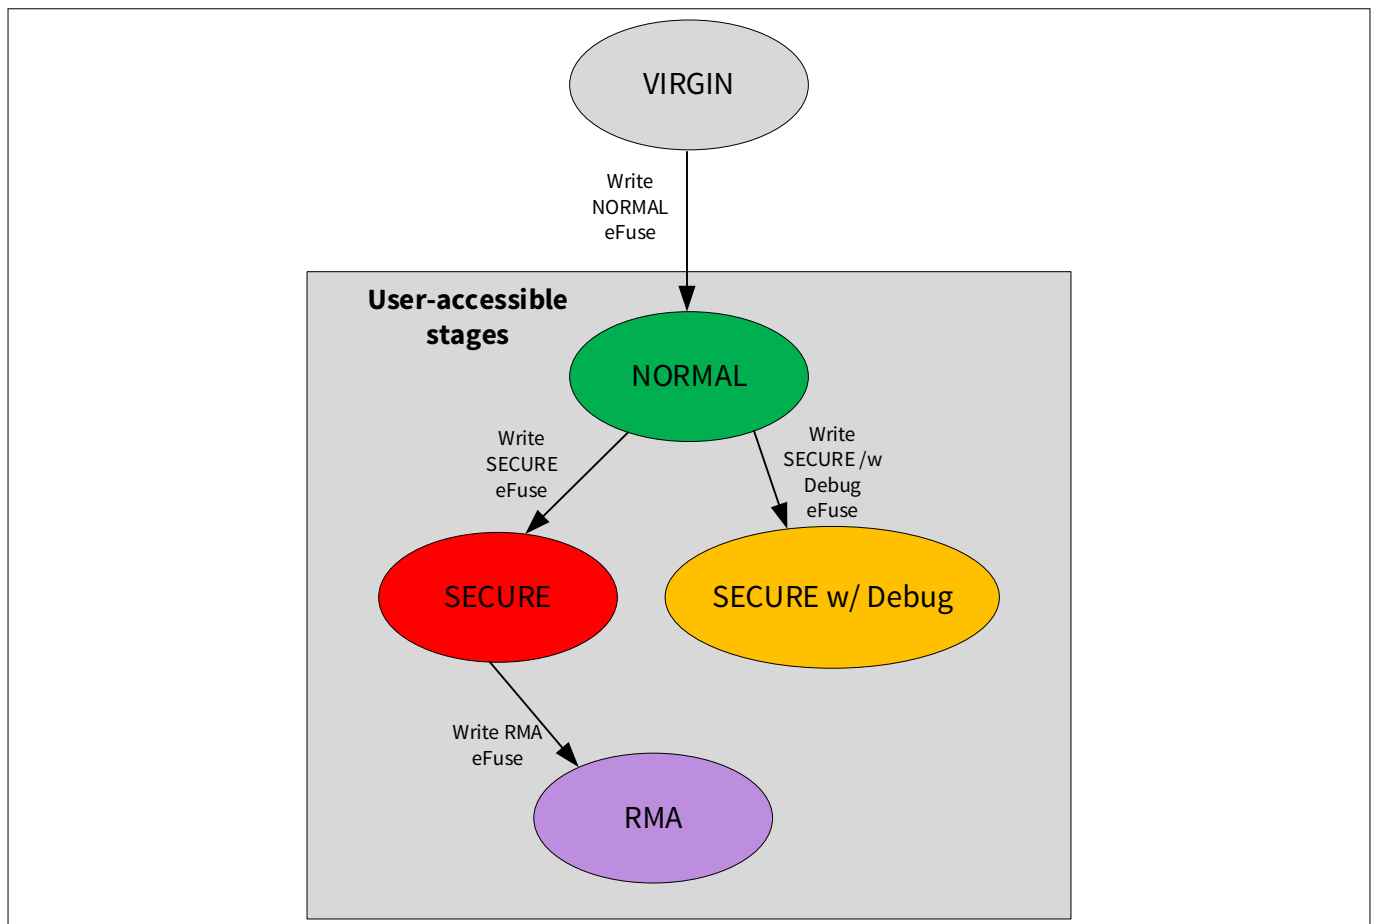 VIRGIN
Write
NORMAL
eFuse
User-accessible
stages
NORMAL
Write
SECURE
eFuse
Write
SECURE /w
Debug
eFuse
SECURE
SECURE w/ Debug
Write RMA
eFuse
RMA